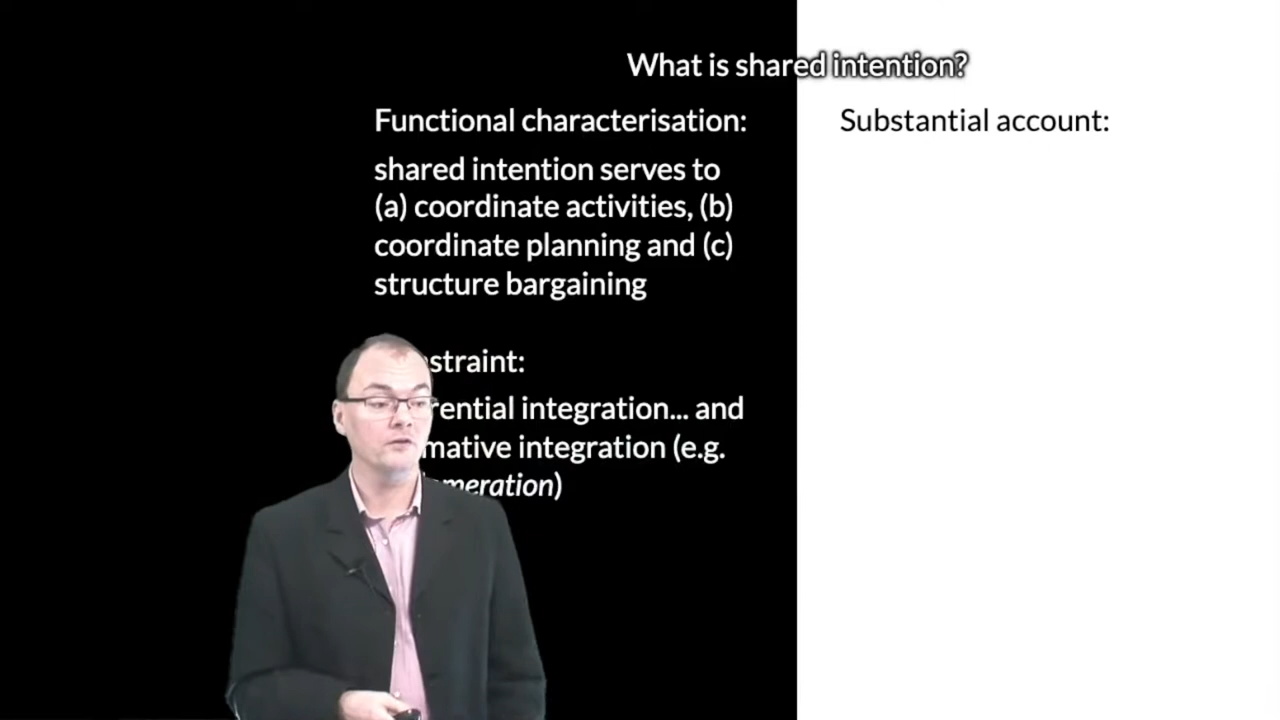 What is shared intention?
Functional characterisation:
shared intention serves to
(a) coordinate activities, (b)
coordinate planning and (c)
structure bargaining
straint:
rential integration... and
mative integration (e.g.
meration)
Substantial account: